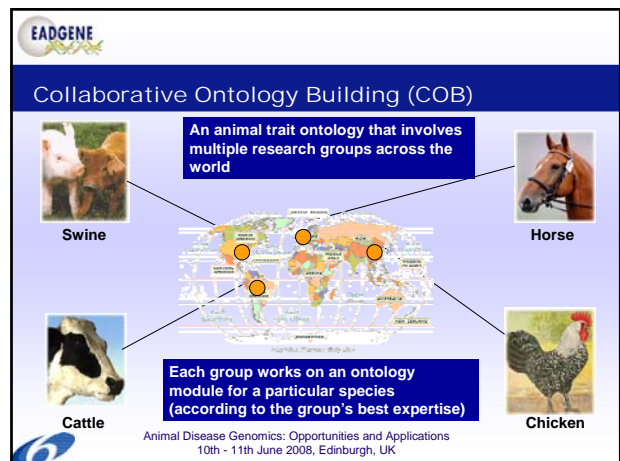 EADGENE
Collaborative Ontology Building (COB)
An animal trait ontology that involves
multiple research groups across the
world
Swine
Horse
Each group works on an ontology
module for a particular species
(according to the group's best expertise)
Cattle
Chicken
Animal Disease Genomics: Opportunities and Applications
10th - 11th June 2008, Edinburgh, UK